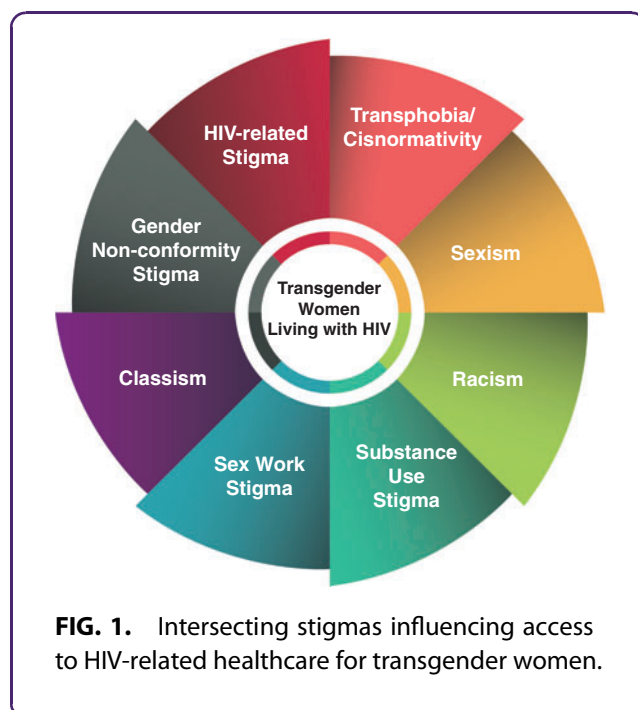 HIV-related
Stigma
Transphobia/
Cisnormativity
Gender
Non-conformity
Stigma
Sexism
Transgender
Women
Living with HIV
Classism
Racism
Sex Work
Stigma
Substance
Use
Stigma
FIG. 1. Intersecting stigmas influencing access
to HIV-related healthcare for transgender women.